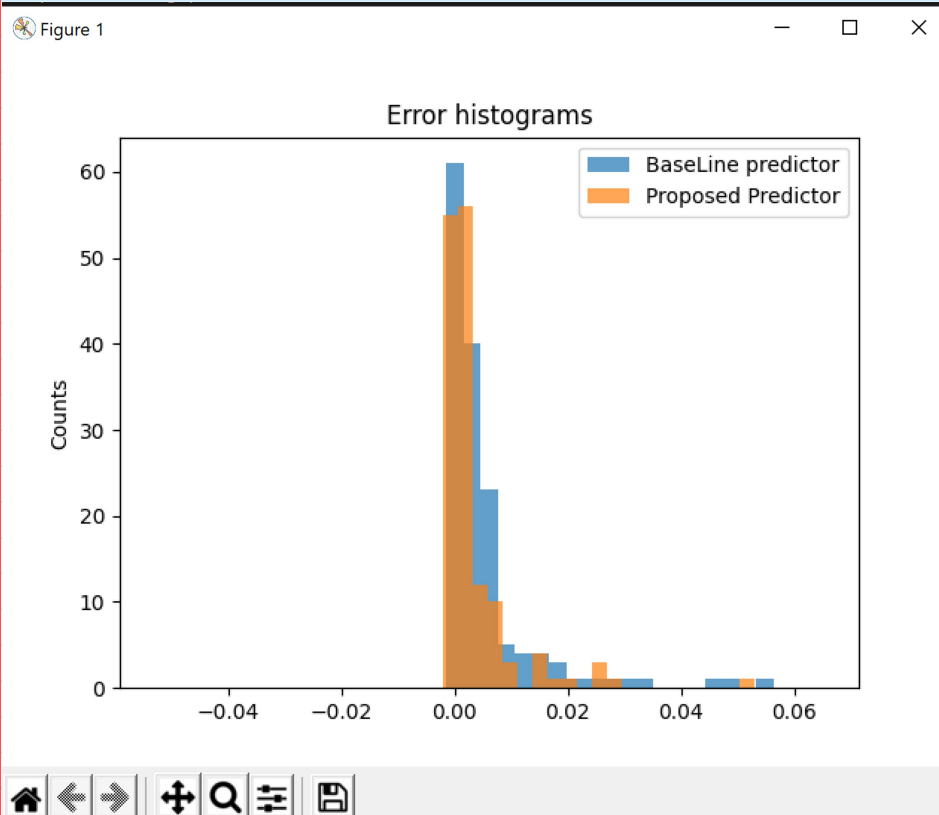 Figure 1
Error histograms
BaseLine predictor
Proposed Predictor
Counts
60
50
40
30
20
10
0
−0.04 −0.02 0.00 0.02 0.04 0.06